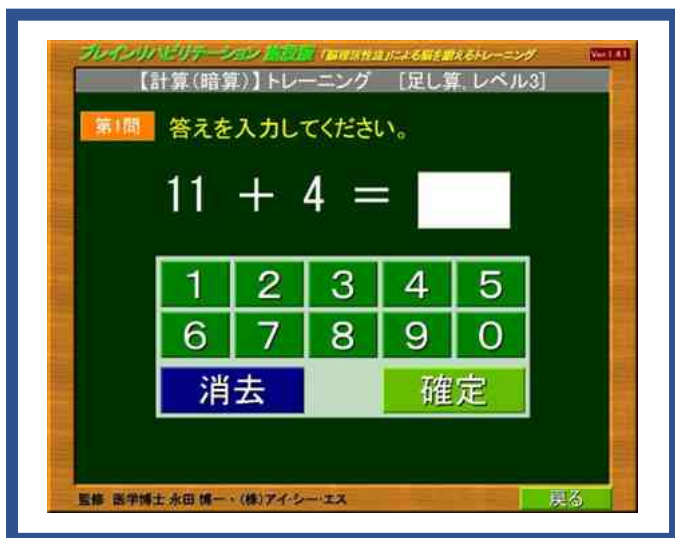 ブレインリハビリテーション 施設版 「脳機活性法」による脳を鍛えるトレーニング Ver 1.4.1
【計算(暗算)】トレーニング [足し算, レベル3]
第1問 答えを入力してください。
11 + 4 =
1 2 3 4 5
6 7 8 9 0
消去 確定
監修 医学博士 永田 博一・(株)アイ・シー・エス 戻る